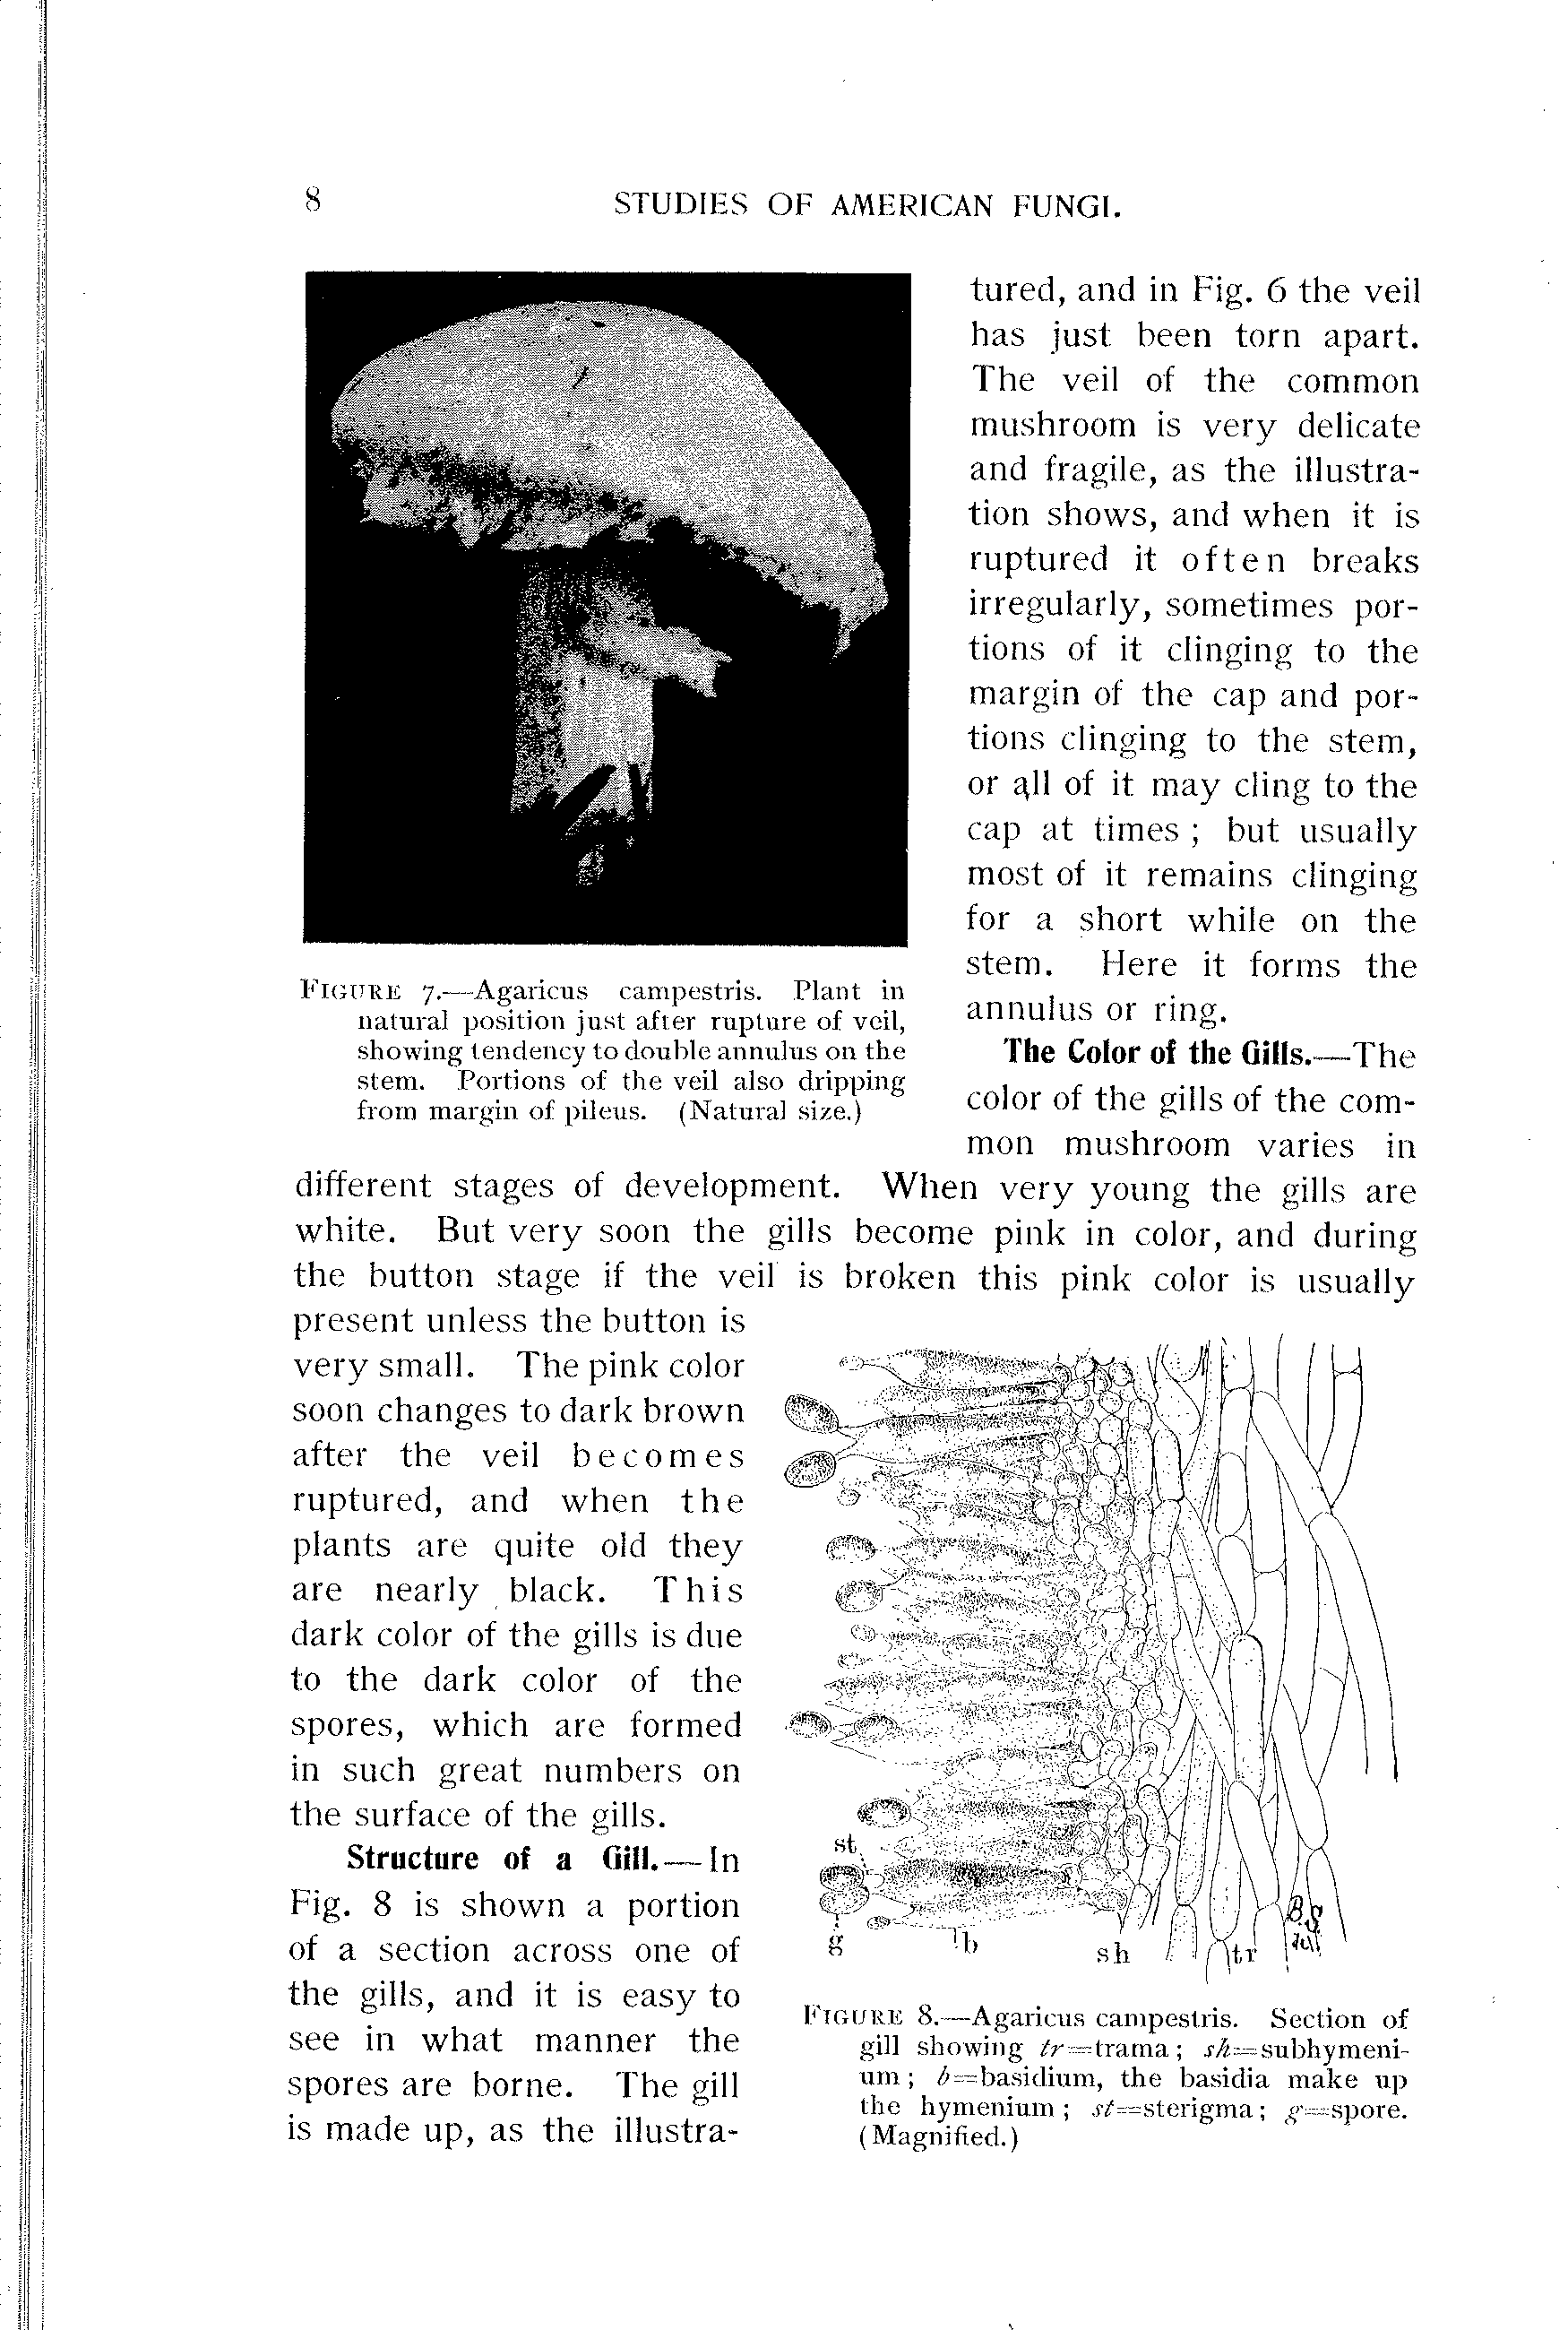 8
STUDIES OF AMERICAN FUNGI.
tured, and in Fig. 6 the veil
has just been torn apart.
The veil of the common
mushroom is very delicate
and fragile, as the illustra-
tion shows, and when it is
ruptured it often breaks
irregularly, sometimes por-
tions of it clinging to the
margin of the cap and por-
tions clinging to the stem,
or all of it may cling to the
cap at times; but usually
most of it remains clinging
for a short while on the
stem. Here it forms the
annulus or ring.
FIGURE 7.—Agaricus campestris. Plant in
natural position just after rupture of veil,
showing tendency to double annulus on the
stem. Portions of the veil also dripping
from margin of pileus. (Natural size.)
The Color of the Gills.—The
color of the gills of the com-
mon mushroom varies in
different stages of development. When very young the gills are
white. But very soon the gills become pink in color, and during
the button stage if the veil is broken this pink color is usually
present unless the button is
very small. The pink color
soon changes to dark brown
after the veil becomes
ruptured, and when the
plants are quite old they
are nearly black. This
dark color of the gills is due
to the dark color of the
spores, which are formed
in such great numbers on
the surface of the gills.
Structure of a Gill.—In
Fig. 8 is shown a portion
of a section across one of
the gills, and it is easy to
see in what manner the
spores are borne. The gill
is made up, as the illustra-
st
g b sh tr
FIGURE 8.—Agaricus campestris. Section of
gill showing tr=trama; sh=subhymeni-
um; b=basidium, the basidia make up
the hymenium; st=sterigma; g=spore.
(Magnified.)